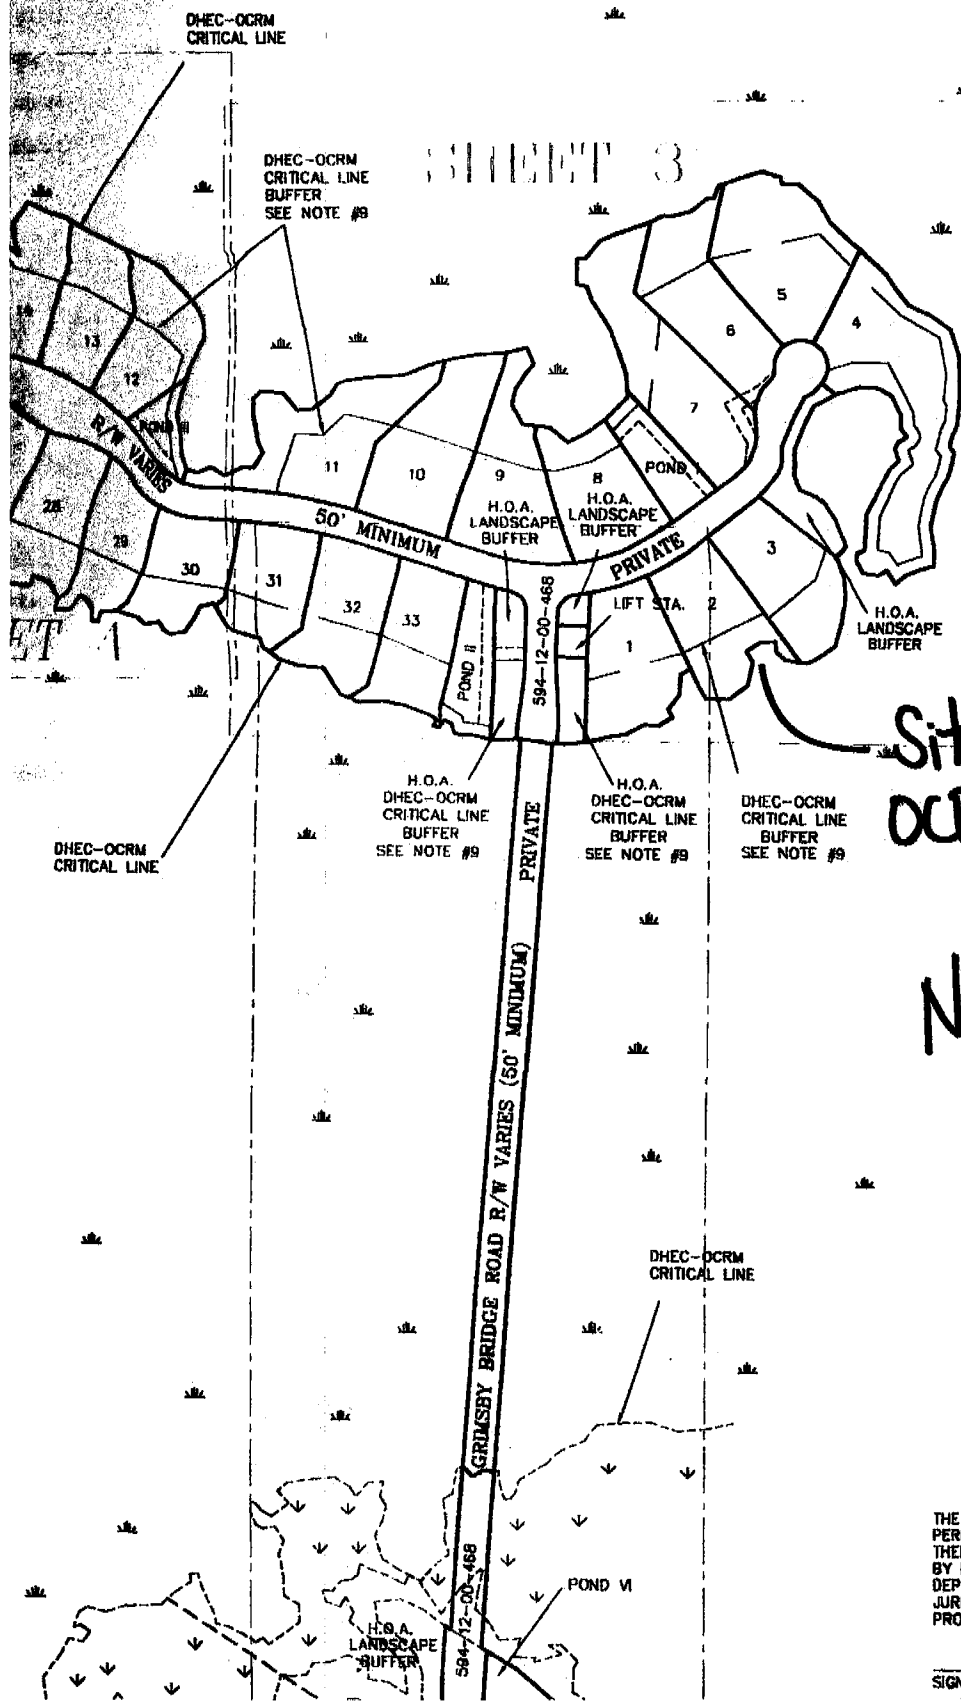 DHEC-OCRM
CRITICAL LINE
SHEET 3
DHEC-OCRM
CRITICAL LINE
BUFFER
SEE NOTE #9
14
13
12
R/W VARIES
28
29
30
31
32
33
11
10
9
8
7
6
5
4
3
2
1
POND
50' MINIMUM
PRIVATE
H.O.A.
LANDSCAPE
BUFFER
H.O.A.
LANDSCAPE
BUFFER
LIFT STA.
594-12-00-468
POND II
H.O.A.
LANDSCAPE
BUFFER
H.O.A.
DHEC-OCRM
CRITICAL LINE
BUFFER
SEE NOTE #9
H.O.A.
DHEC-OCRM
CRITICAL LINE
BUFFER
SEE NOTE #9
DHEC-OCRM
CRITICAL LINE
BUFFER
SEE NOTE #9
DHEC-OCRM
CRITICAL LINE
PRIVATE
GRIMSBY BRIDGE ROAD R/W VARIES (50' MINIMUM)
DHEC-OCRM
CRITICAL LINE
594-12-00-468
POND VI
H.O.A.
LANDSCAPE
BUFFER
THE
PER
THE
BY
DEP
JUR
PRO
SIGN